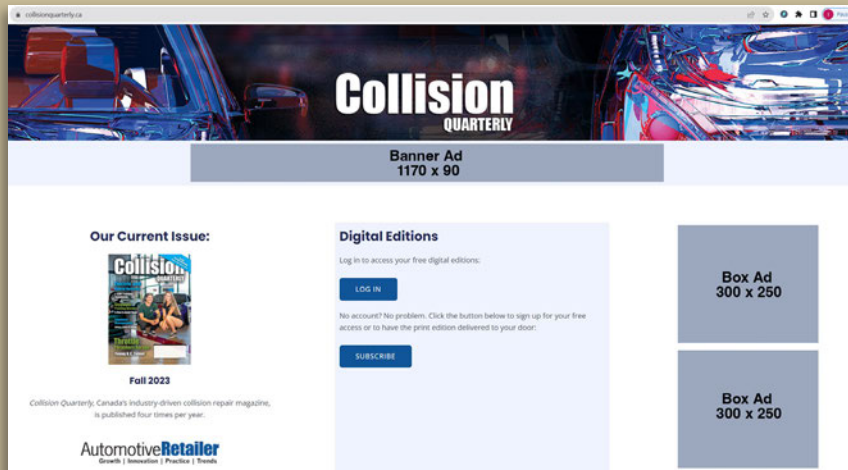 collisionquarterly.ca
Collision
QUARTERLY
Banner Ad
1170 x 90
Our Current Issue:
Collision
QUARTERLY
Throttle
Fall 2023
Collision Quarterly, Canada's industry-driven collision repair magazine,
is published four times per year.
AutomotiveRetailer
Growth | Innovation | Practice | Trends
Digital Editions
Log in to access your free digital editions:
LOG IN
No account? No problem. Click the button below to sign up for your free
access or to have the print edition delivered to your door:
SUBSCRIBE
Box Ad
300 x 250
Box Ad
300 x 250